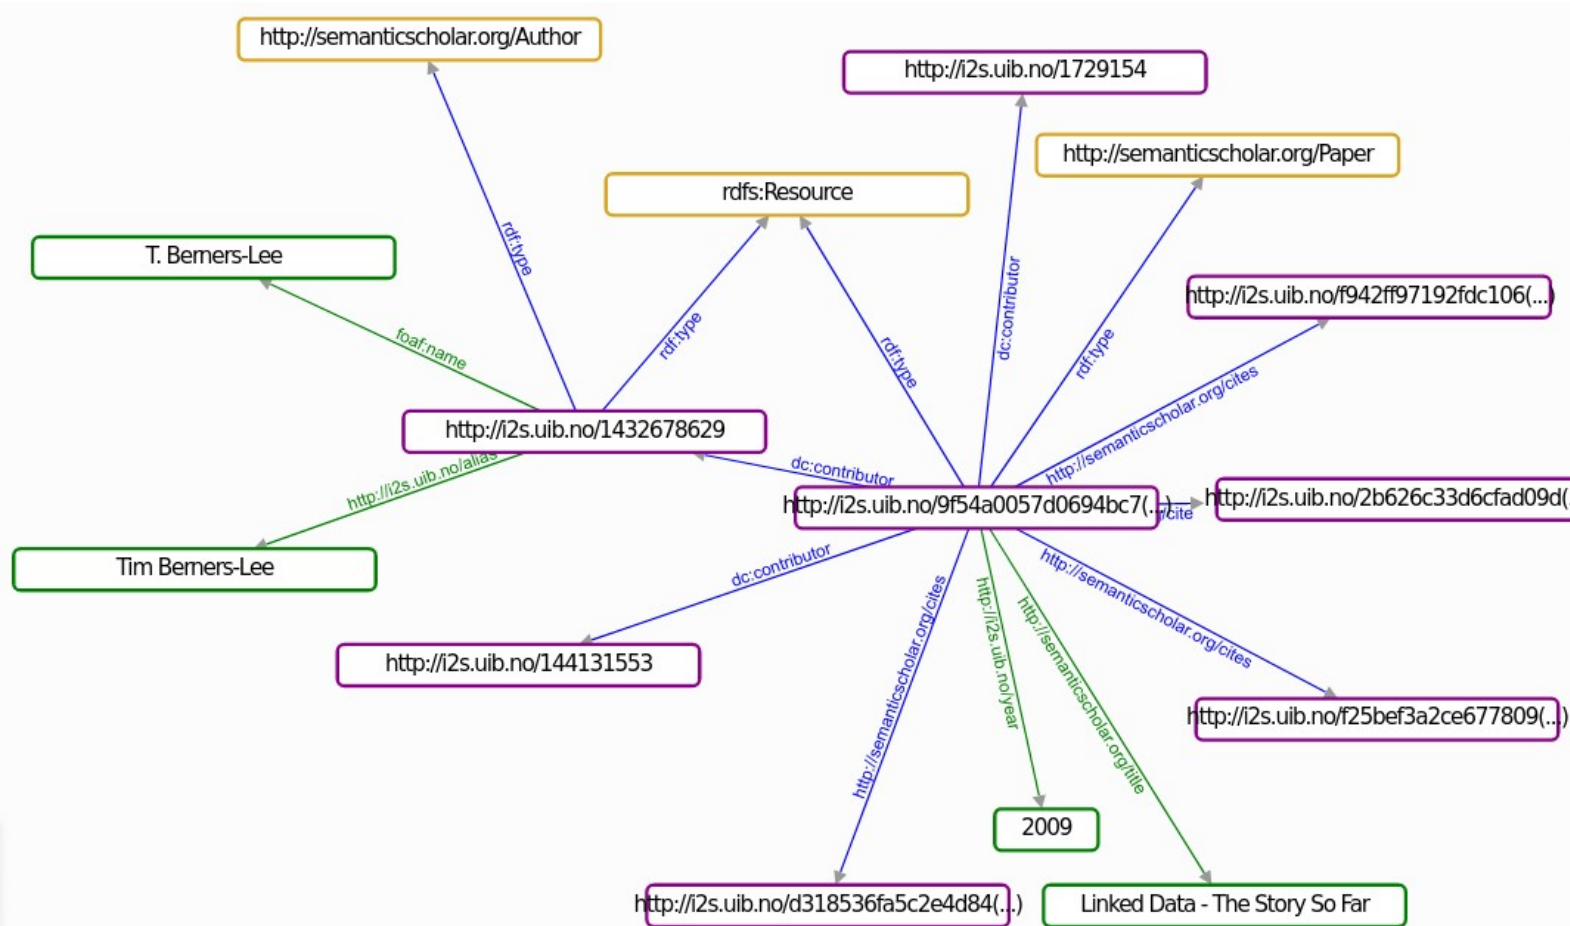 http://semanticscholar.org/Author
http://i2s.uib.no/1729154
http://semanticscholar.org/Paper
rdfs:Resource
rdf:type
T. Berners-Lee
dc:contributor
http://i2s.uib.no/f942ff97192fdc106(...)
foaf:name
rdf:type
rdf:type
rdf:type
http://semanticscholar.org/cites
http://i2s.uib.no/1432678629
http://i2s.uib.no/alias
dc:contributor
http://i2s.uib.no/9f54a0057d0694bc7(...)
/cite
http://i2s.uib.no/2b626c33d6cfad09d(.
Tim Berners-Lee
dc:contributor
http://semanticscholar.org/cites
http://semanticscholar.org/cites
http://i2s.uib.no/year
http://semanticscholar.org/title
http://i2s.uib.no/144131553
http://i2s.uib.no/f25bef3a2ce677809(...)
2009
http://i2s.uib.no/d318536fa5c2e4d84(...)
Linked Data - The Story So Far